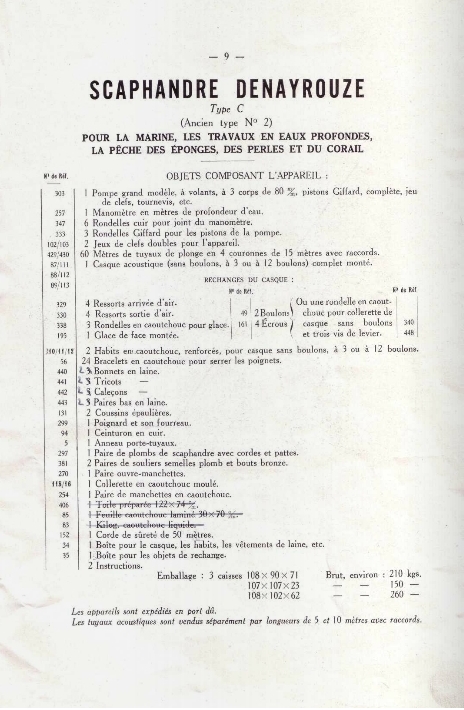 — 9 —
SCAPHANDRE DENAYROUZE
Type C
(Ancien type No 2)
POUR LA MARINE, LES TRAVAUX EN EAUX PROFONDES,
LA PÊCHE DES ÉPONGES, DES PERLES ET DU CORAIL
Nos de Réf. OBJETS COMPOSANT L'APPAREIL :
303 1 Pompe grand modèle, à volants, à 3 corps de 80 m/m, pistons Giffard, complète, jeu
de clefs, tournevis, etc.
257 1 Manomètre en mètres de profondeur d'eau.
347 6 Rondelles cuir pour joint du manomètre.
333 3 Rondelles Giffard pour les pistons de la pompe.
102/103 2 Jeux de clefs doubles pour l'appareil.
429/430 60 Mètres de tuyaux de plonge en 4 couronnes de 15 mètres avec raccords.
87/111 1 Casque acoustique (sans boulons, à 3 ou à 12 boulons) complet monté.
88/112
89/113
RECHANGES DU CASQUE :
Nos de Réf. Nos de Réf.
329 4 Ressorts arrivée d'air. Ou une rondelle en caout-
330 4 Ressorts sortie d'air. 49 2 Boulons chouc pour collerette de
338 3 Rondelles en caoutchouc pour glace. 161 4 Écrous casque sans boulons 340
195 1 Glace de face montée. et trois vis de levier. 448
210/11/12 2 Habits en caoutchouc, renforcés, pour casque sans boulons, à 3 ou à 12 boulons.
56 24 Bracelets en caoutchouc pour serrer les poignets.
440 3 Bonnets en laine.
441 3 Tricots —
442 3 Caleçons —
443 3 Paires bas en laine.
131 2 Coussins épaulières.
299 1 Poignard et son fourreau.
94 1 Ceinturon en cuir.
5 1 Anneau porte-tuyaux.
297 1 Paire de plombs de scaphandre avec cordes et pattes.
381 2 Paires de souliers semelles plomb et bouts bronze.
270 1 Paire ouvre-manchettes.
115/16 1 Collerette en caoutchouc moulé.
254 1 Paire de manchettes en caoutchouc.
406 1 Toile préparée 122×74 c/m.
85 1 Feuille caoutchouc laminé 30×70 c/m.
83 1 Kilog. caoutchouc liquide.
152 1 Corde de sûreté de 50 mètres.
34 1 Boîte pour le casque, les habits, les vêtements de laine, etc.
35 1 Boîte pour les objets de rechange.
2 Instructions.
Emballage : 3 caisses 108×90×71 Brut, environ : 210 kgs.
107×107×23 — — 150 —
108×102×62 — — 260 —
Les appareils sont expédiés en port dû.
Les tuyaux acoustiques sont vendus séparément par longueurs de 5 et 10 mètres avec raccords.